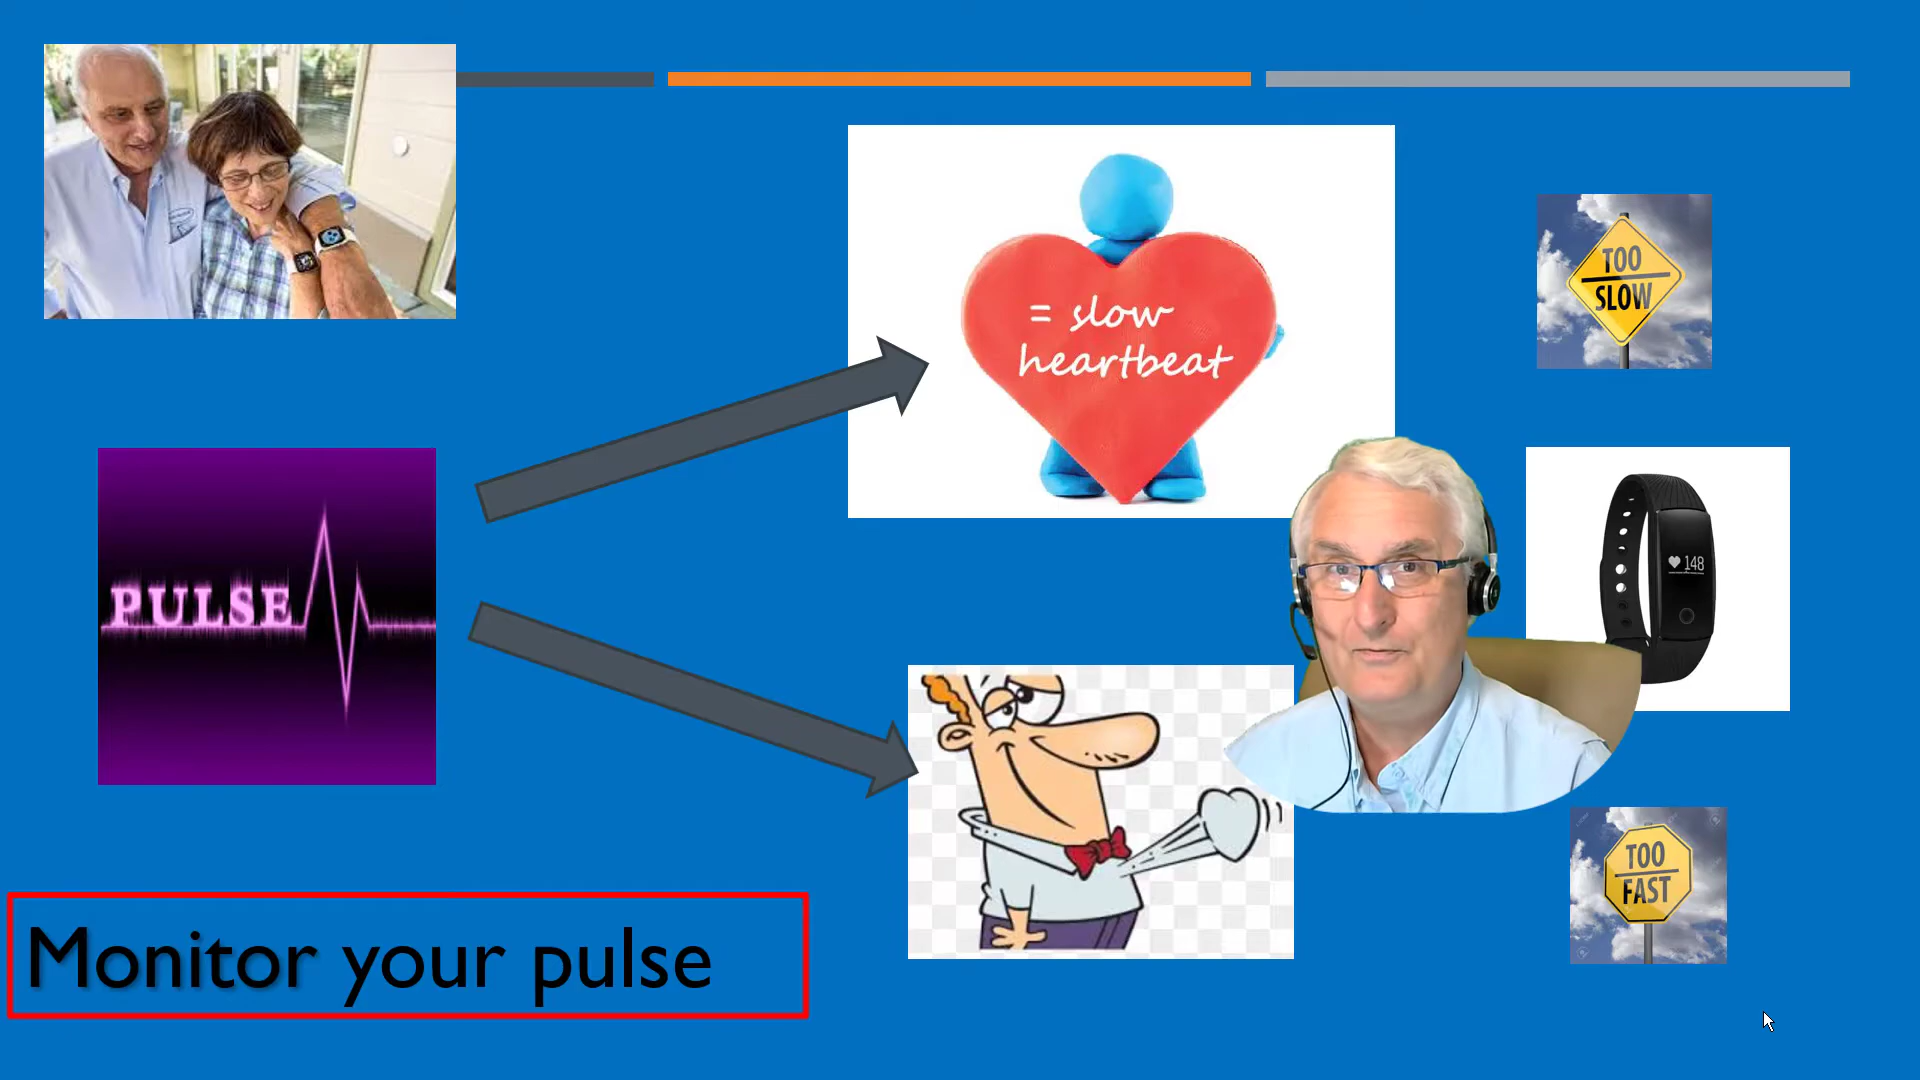 = slow
heartbeat
TOO
SLOW
PULSE
148
TOO
FAST
Monitor your pulse